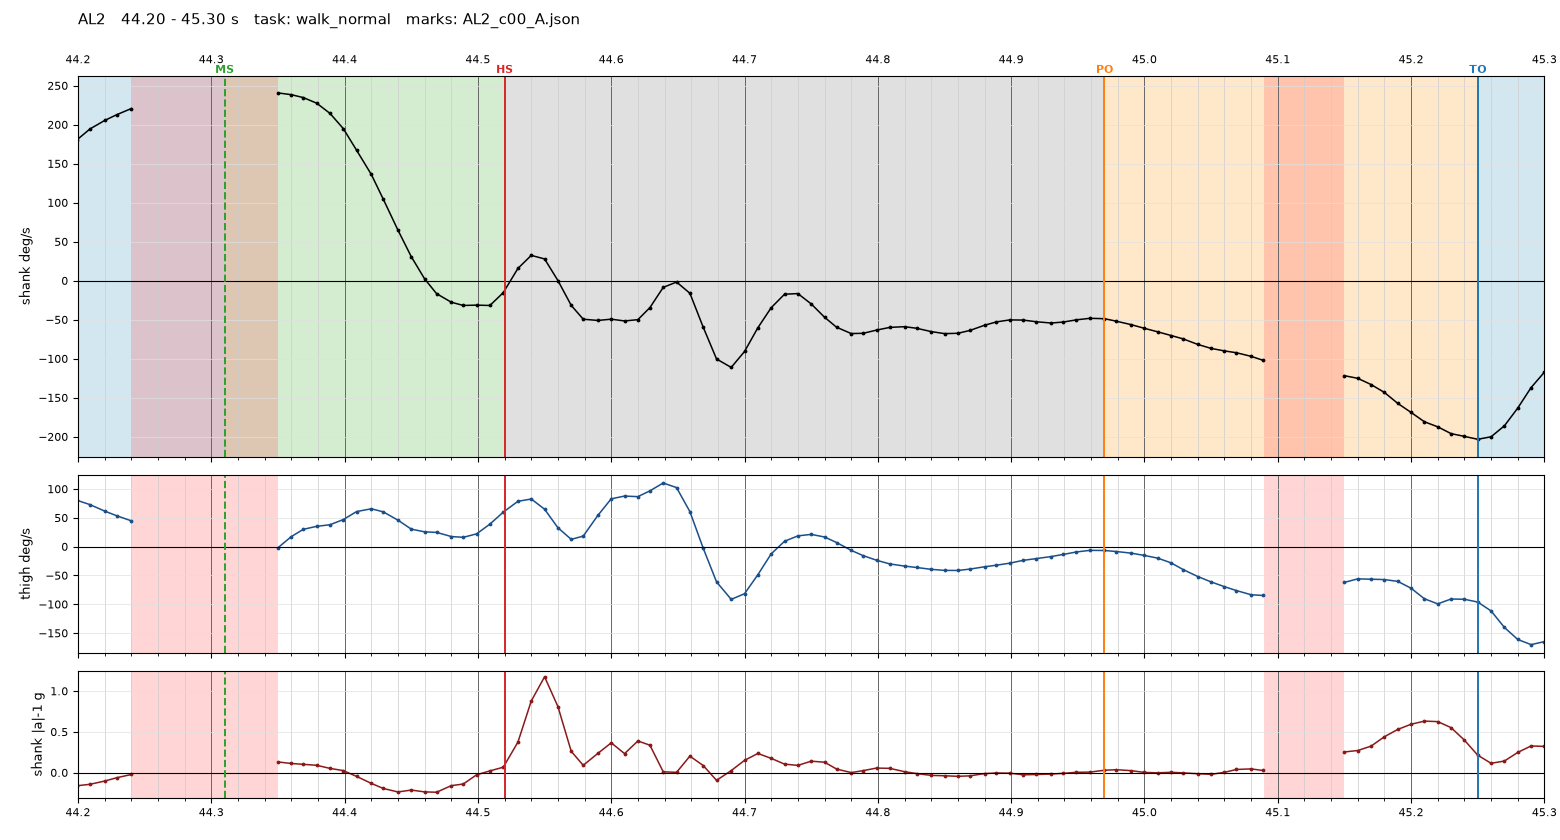 AL2   44.20 - 45.30 s   task: walk_normal   marks: AL2_c00_A.json
44.2 44.3 44.4 44.5 44.6 44.7 44.8 44.9 45.0 45.1 45.2 45.3
MS HS PO TO
shank deg/s
250
200
150
100
50
0
−50
−100
−150
−200
thigh deg/s
100
50
0
−50
−100
−150
shank |a|-1 g
1.0
0.5
0.0
44.2 44.3 44.4 44.5 44.6 44.7 44.8 44.9 45.0 45.1 45.2 45.3